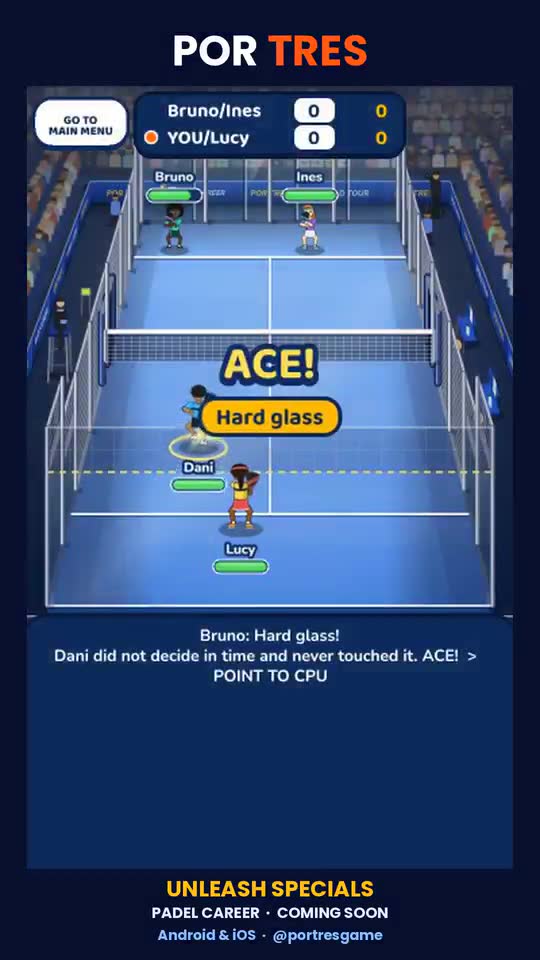 POR TRES
GO TO
MAIN MENU
Bruno/Ines 0 0
YOU/Lucy 0 0
Bruno
Ines
ACE!
Hard glass
Dani
Lucy
Bruno: Hard glass!
Dani did not decide in time and never touched it. ACE! >
POINT TO CPU
UNLEASH SPECIALS
PADEL CAREER · COMING SOON
Android & iOS · @portresgame